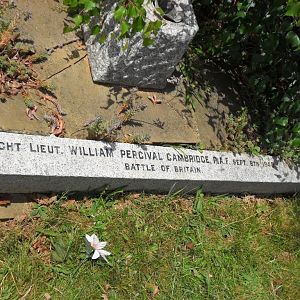 GHT LIEUT. WILLIAM PERCIVAL CAMBRIDGE, R.A.F. SEPT. 6TH
BATTLE OF BRITAIN.